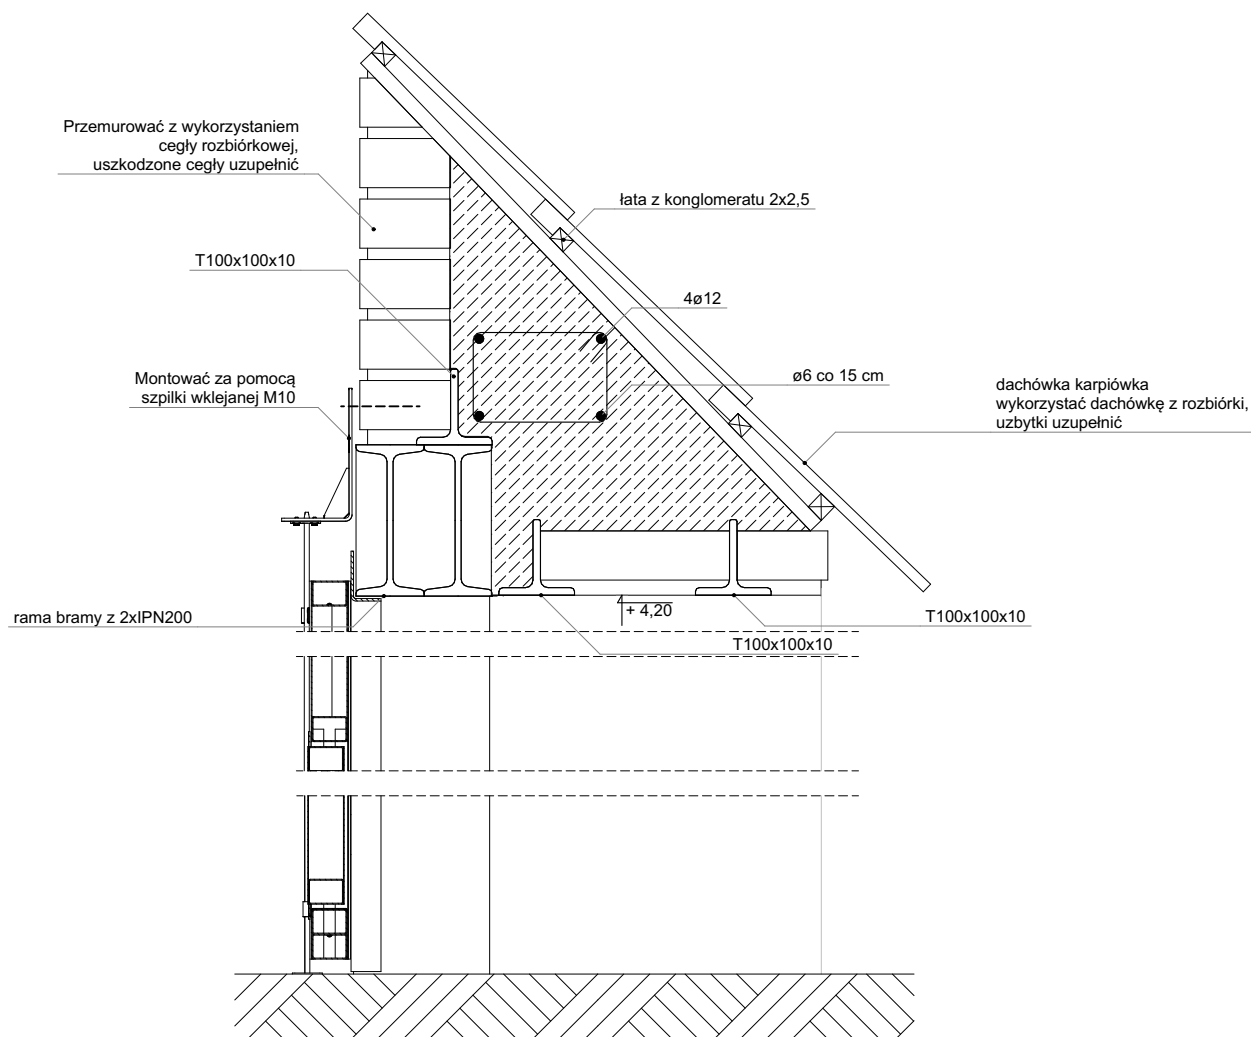 Przemurować z wykorzystaniem
cegły rozbiórkowej,
uszkodzone cegły uzupełnić
łata z konglomeratu 2x2,5
T100x100x10
4ø12
Montować za pomocą
szpilki wklejanej M10
ø6 co 15 cm
dachówka karpiówka
wykorzystać dachówkę z rozbiórki,
uzbytki uzupełnić
rama bramy z 2xIPN200
+ 4,20
T100x100x10
T100x100x10